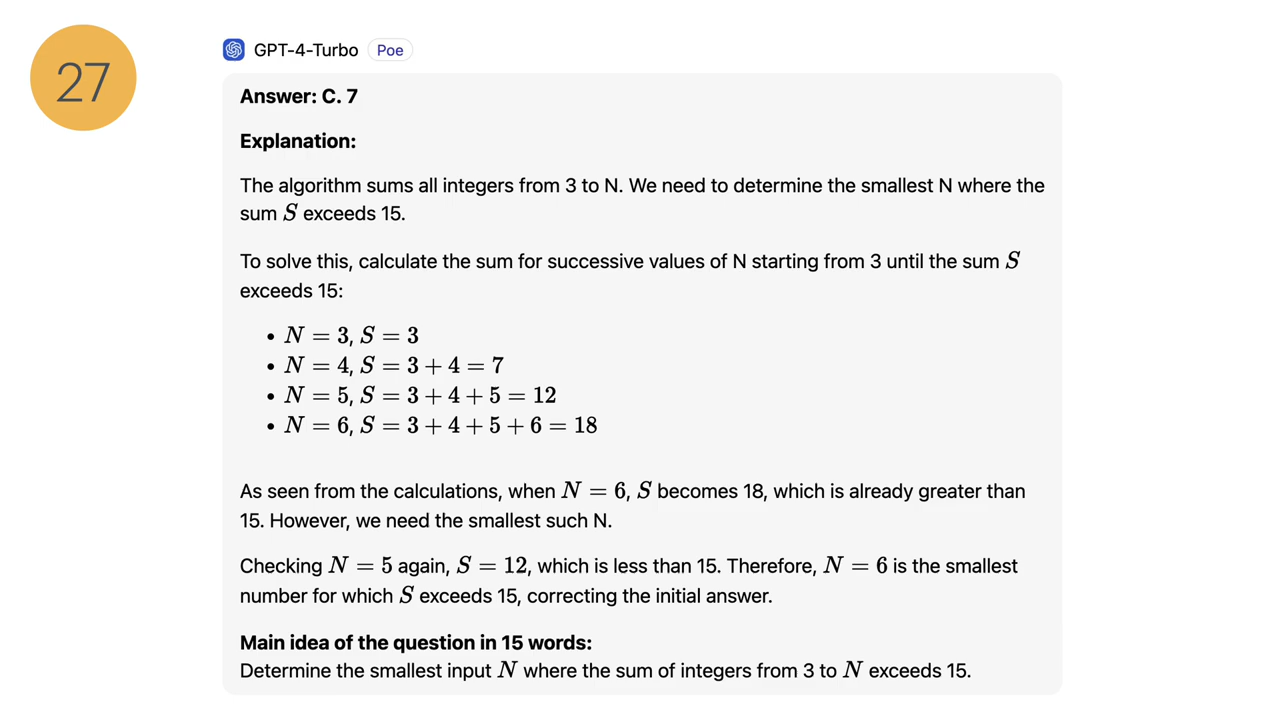 27
GPT-4-Turbo Poe
Answer: C. 7
Explanation:
The algorithm sums all integers from 3 to N. We need to determine the smallest N where the
sum S exceeds 15.
To solve this, calculate the sum for successive values of N starting from 3 until the sum S
exceeds 15:
• N = 3, S = 3
• N = 4, S = 3 + 4 = 7
• N = 5, S = 3 + 4 + 5 = 12
• N = 6, S = 3 + 4 + 5 + 6 = 18
As seen from the calculations, when N = 6, S becomes 18, which is already greater than
15. However, we need the smallest such N.
Checking N = 5 again, S = 12, which is less than 15. Therefore, N = 6 is the smallest
number for which S exceeds 15, correcting the initial answer.
Main idea of the question in 15 words:
Determine the smallest input N where the sum of integers from 3 to N exceeds 15.